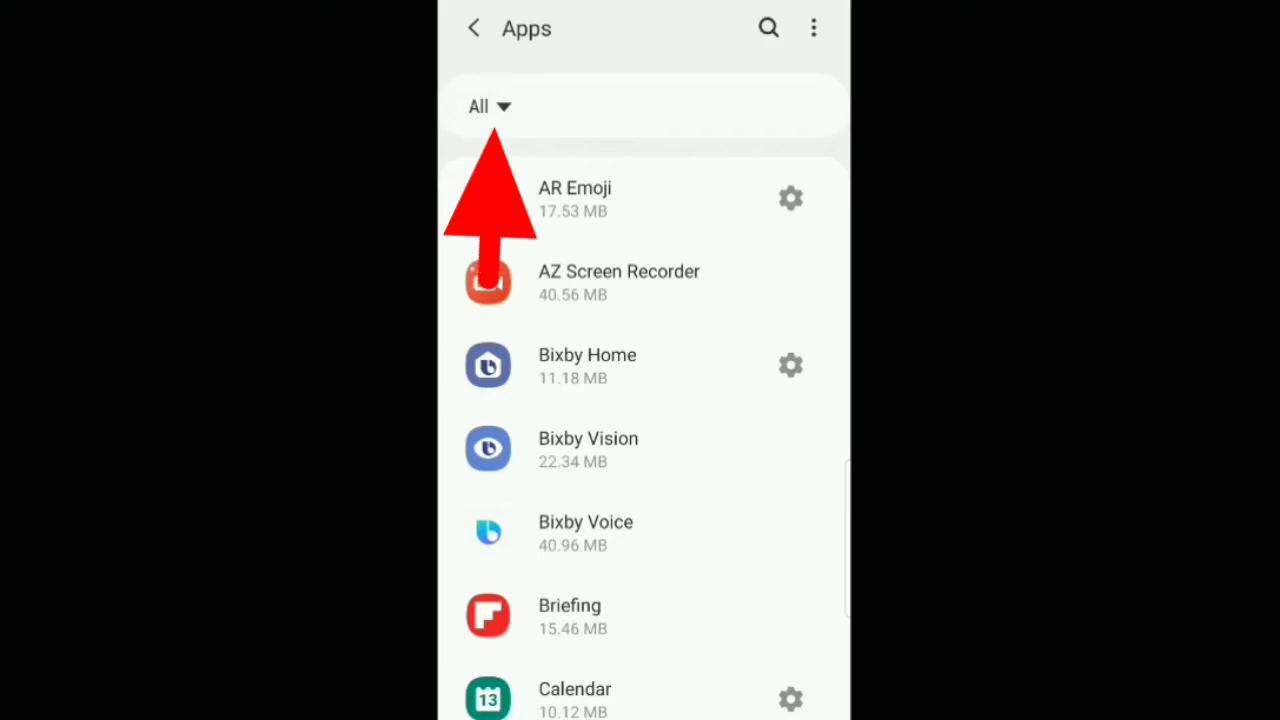 Apps
All
AR Emoji
17.53 MB
AZ Screen Recorder
40.56 MB
Bixby Home
11.18 MB
Bixby Vision
22.34 MB
Bixby Voice
40.96 MB
Briefing
15.46 MB
Calendar
13
10.12 MB